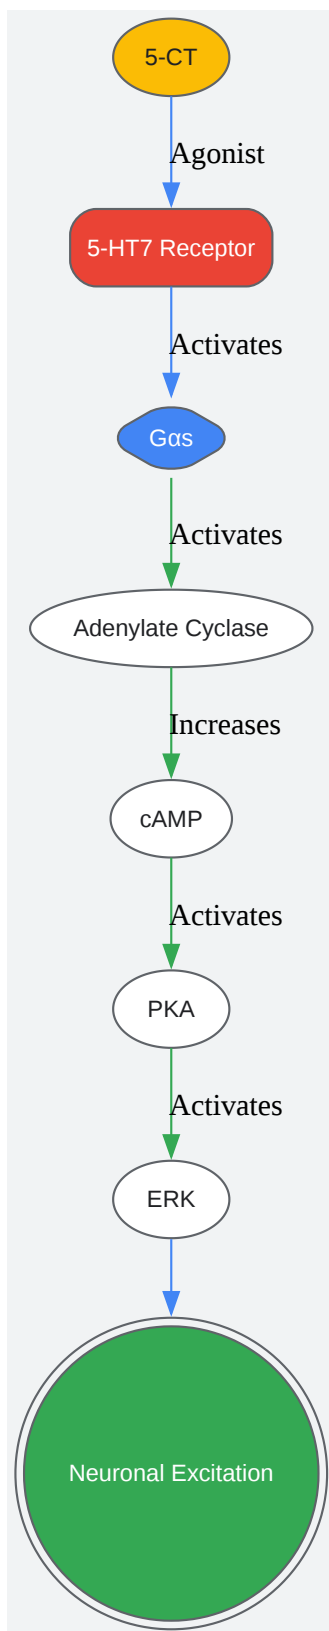 5-CT
Agonist
5-HT7 Receptor
Activates
Gαs
Activates
Adenylate Cyclase
Increases
cAMP
Activates
PKA
Activates
ERK
Neuronal Excitation